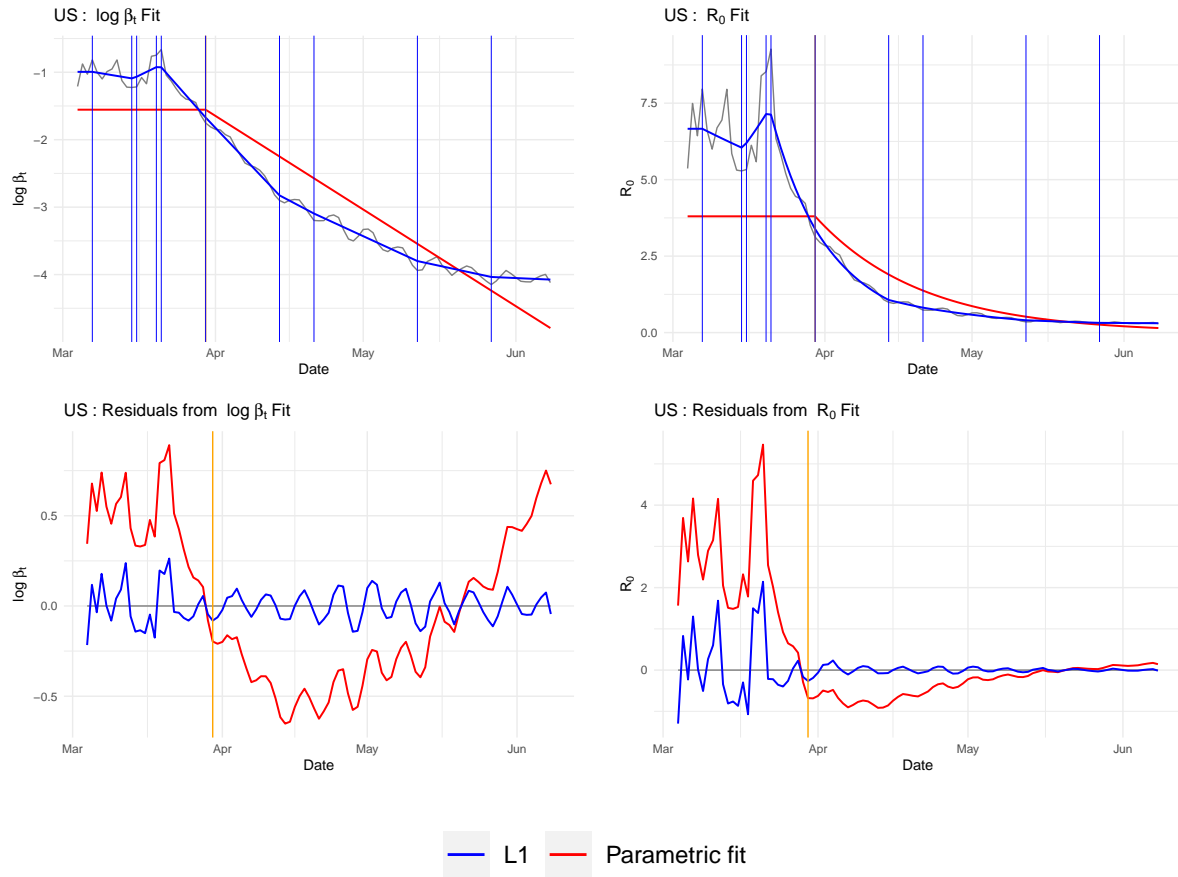 US : log βt Fit
−1
−2
−3
−4
log βt
Mar
Apr
May
Jun
Date
US : R0 Fit
7.5
5.0
2.5
0.0
R0
Mar
Apr
May
Jun
Date
US : Residuals from log βt Fit
0.5
0.0
−0.5
log βt
Mar
Apr
May
Jun
Date
US : Residuals from R0 Fit
4
2
0
R0
Mar
Apr
May
Jun
Date
L1 Parametric fit